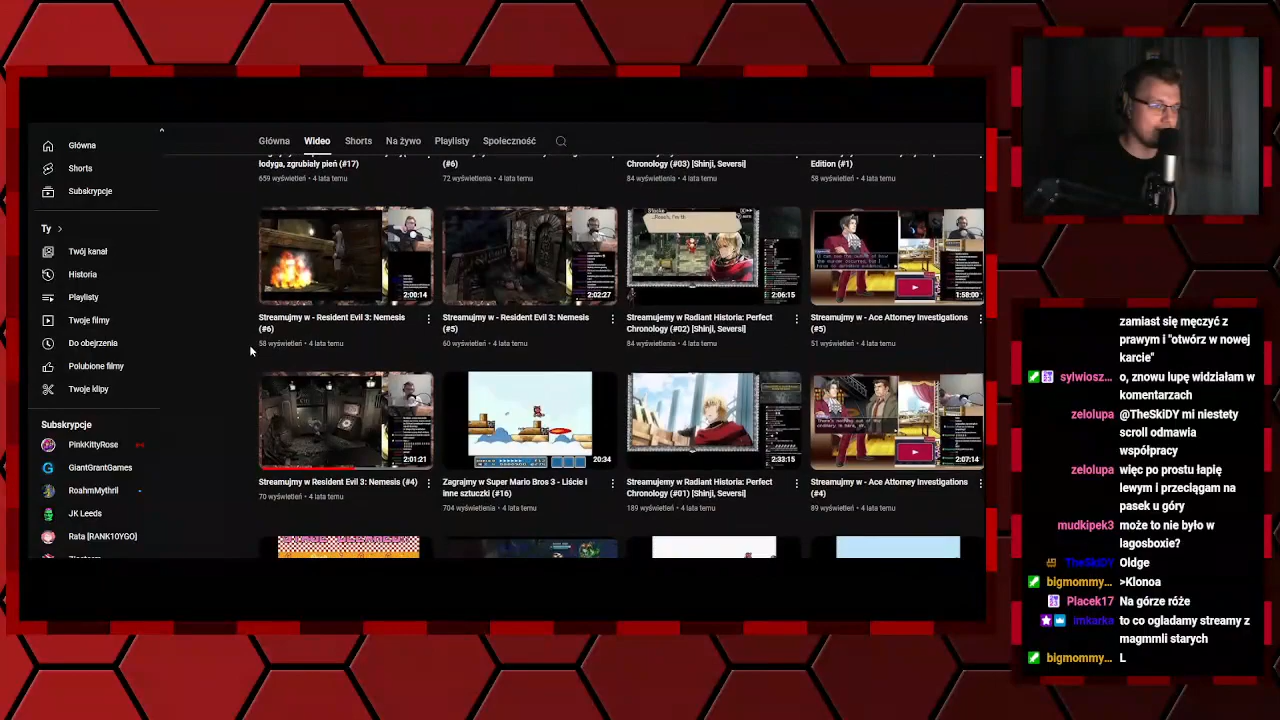 Główna
Shorts
Subskrypcje
Ty
Twój kanał
Historia
Playlisty
Twoje filmy
Do obejrzenia
Polubione filmy
Twoje klipy
Subskrypcje
PinkKittyRose
GiantGrantGames
RoahmMythril
JK Leeds
Rata [RANK10YGO]
Główna Wideo Shorts Na żywo Playlisty Społeczność
łodyga, zgrubiały pień (#17)
659 wyświetleń • 4 lata temu
(#6)
72 wyświetlenia • 4 lata temu
Chronology (#03) [Shinji, Seversi]
84 wyświetlenia • 4 lata temu
Edition (#1)
58 wyświetleń • 4 lata temu
2:00:14
Streamujmy w - Resident Evil 3: Nemesis
(#6)
58 wyświetleń • 4 lata temu
2:02:27
Streamujmy w - Resident Evil 3: Nemesis
(#5)
60 wyświetleń • 4 lata temu
2:06:15
Streamujemy w Radiant Historia: Perfect
Chronology (#02) [Shinji, Seversi]
84 wyświetlenia • 4 lata temu
1:58:00
Streamujmy w - Ace Attorney Investigations
(#5)
51 wyświetleń • 4 lata temu
2:01:21
Streamujmy w Resident Evil 3: Nemesis (#4)
70 wyświetleń • 4 lata temu
20:34
Zagrajmy w Super Mario Bros 3 - Liście i
inne sztuczki (#16)
704 wyświetlenia • 4 lata temu
2:33:15
Streamujemy w Radiant Historia: Perfect
Chronology (#01) [Shinji, Seversi]
189 wyświetleń • 4 lata temu
2:07:14
Streamujmy w - Ace Attorney Investigations
(#4)
89 wyświetleń • 4 lata temu
zamiast się męczyć z
prawym i "otwórz w nowej
karcie"
sylwiosz... o, znowu lupę widziałam w
komentarzach
zelolupa @TheSkiDY mi niestety
scroll odmawia
współpracy
zelolupa więc po prostu łapię
lewym i przeciągam na
pasek u góry
mudkipek3 może to nie było w
lagosboxie?
TheSkiDY Oldge
bigmommy... >Klonoa
Placek17 Na górze róże
imkarka to co ogladamy streamy z
magmmli starych
bigmommy... L